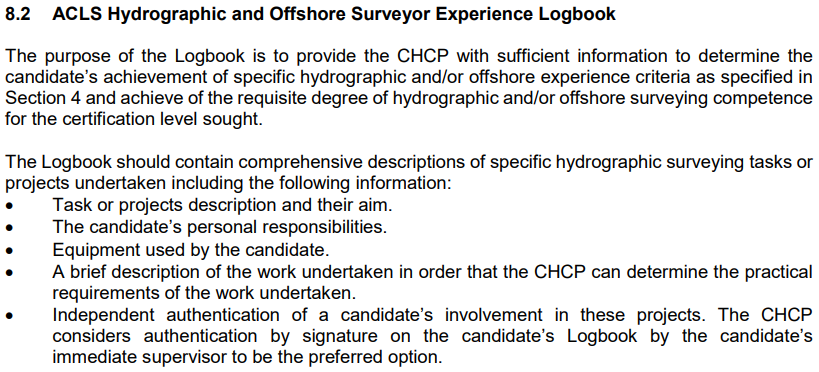 8.2 ACLS Hydrographic and Offshore Surveyor Experience Logbook
The purpose of the Logbook is to provide the CHCP with sufficient information to determine the
candidate's achievement of specific hydrographic and/or offshore experience criteria as specified in
Section 4 and achieve of the requisite degree of hydrographic and/or offshore surveying competence
for the certification level sought.
The Logbook should contain comprehensive descriptions of specific hydrographic surveying tasks or
projects undertaken including the following information:
• Task or projects description and their aim.
• The candidate's personal responsibilities.
• Equipment used by the candidate.
• A brief description of the work undertaken in order that the CHCP can determine the practical
requirements of the work undertaken.
• Independent authentication of a candidate's involvement in these projects. The CHCP
considers authentication by signature on the candidate's Logbook by the candidate's
immediate supervisor to be the preferred option.